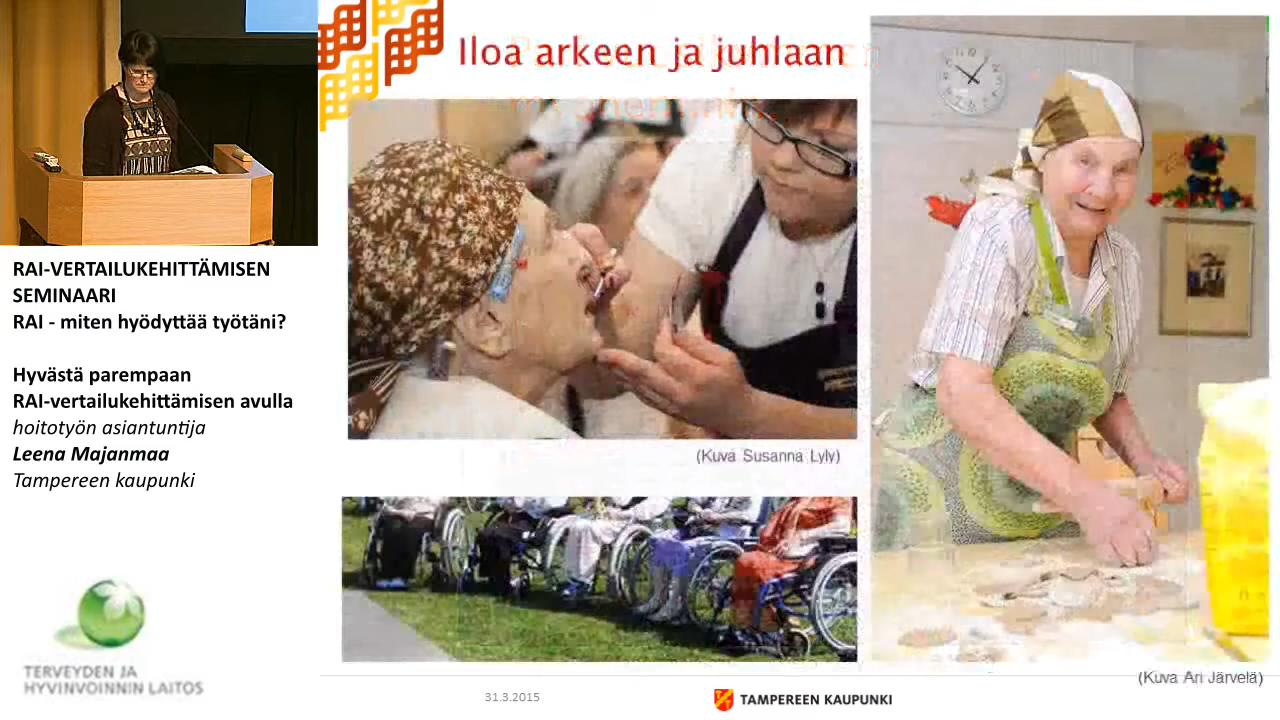 Iloa arkeen ja juhlaan
RAI-VERTAILUKEHITTÄMISEN
SEMINAARI
RAI - miten hyödyttää työtäni?
Hyvästä parempaan
RAI-vertailukehittämisen avulla
hoitotyön asiantuntija
Leena Majanmaa
Tampereen kaupunki
TERVEYDEN JA
HYVINVOINNIN LAITOS
(Kuva Susanna Lyly)
(Kuva Ari Järvelä)
31.3.2015
TAMPEREEN KAUPUNKI